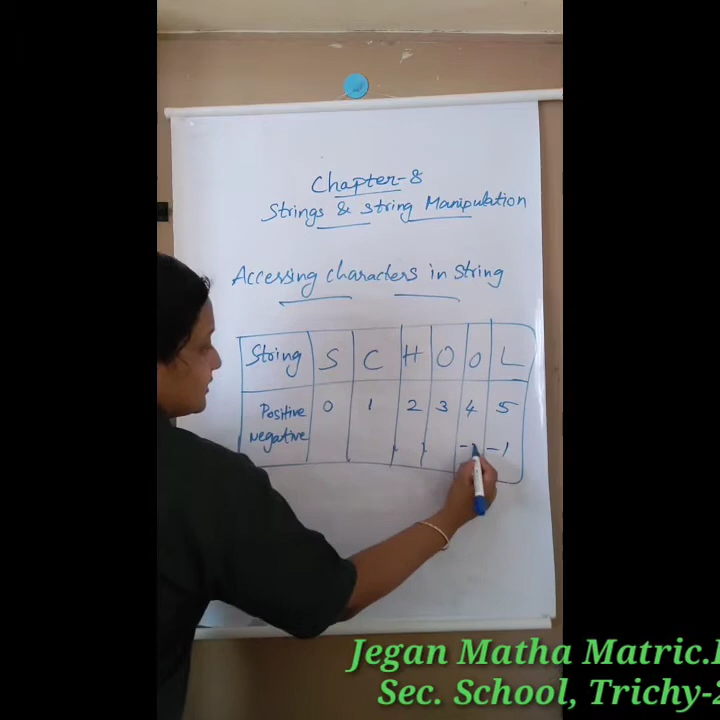 Chapter-8
Strings & string Manipulation
Accessing characters in string
String S C H O O L
Positive 0 1 2 3 4 5
negative -1
Jegan Matha Matric.
Sec. School, Trichy-2